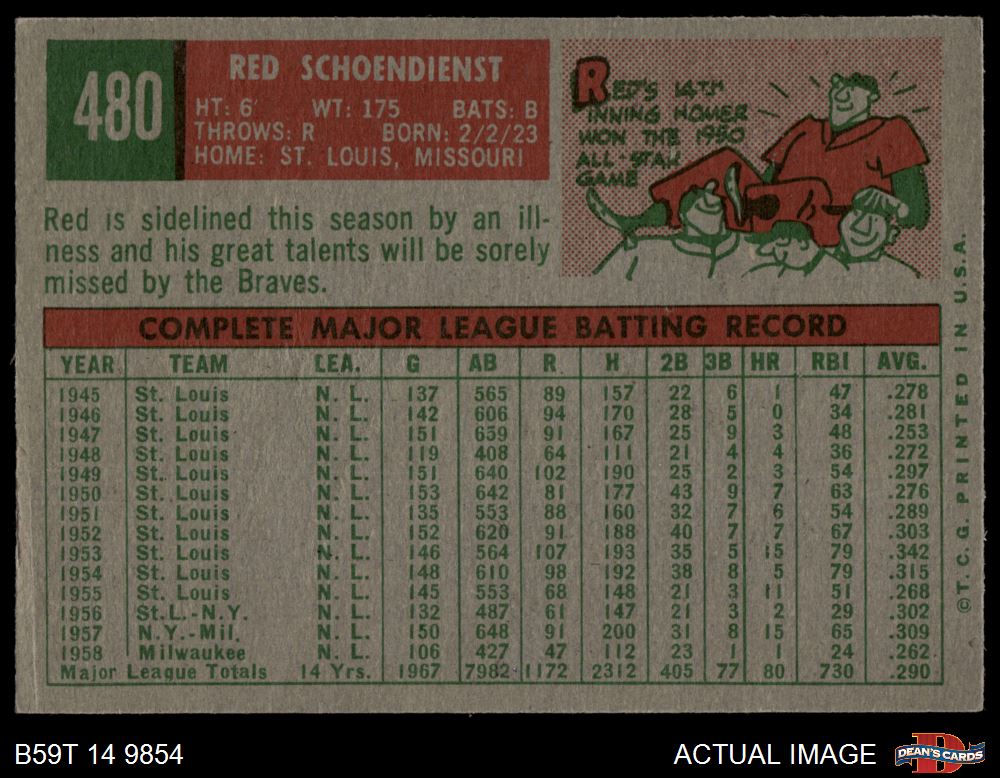 480
RED SCHOENDIENST
HT: 6' WT: 175 BATS: B
THROWS: R BORN: 2/2/23
HOME: ST. LOUIS, MISSOURI
RED'S 14TH
INNING HOMER
WON THE 1950
ALL-STAR
GAME
Red is sidelined this season by an ill-
ness and his great talents will be sorely
missed by the Braves.
COMPLETE MAJOR LEAGUE BATTING RECORD
YEAR TEAM LEA. G AB R H 2B 3B HR RBI AVG.
1945 St. Louis N. L. 137 565 89 157 22 6 1 47 .278
1946 St. Louis N. L. 142 606 94 170 28 5 0 34 .281
1947 St. Louis N. L. 151 659 91 167 25 9 3 48 .253
1948 St. Louis N. L. 119 408 64 111 21 4 4 36 .272
1949 St. Louis N. L. 151 640 102 190 25 2 3 54 .297
1950 St. Louis N. L. 153 642 81 177 43 9 7 63 .276
1951 St. Louis N. L. 135 553 88 160 32 7 6 54 .289
1952 St. Louis N. L. 152 620 91 188 40 7 7 67 .303
1953 St. Louis N. L. 146 564 107 193 35 5 15 79 .342
1954 St. Louis N. L. 148 610 98 192 38 8 5 79 .315
1955 St. Louis N. L. 145 553 68 148 21 3 11 51 .268
1956 St.L.-N.Y. N. L. 132 487 61 147 21 3 2 29 .302
1957 N.Y.-Mil. N. L. 150 648 91 200 31 8 15 65 .309
1958 Milwaukee N. L. 106 427 47 112 23 1 1 24 .262
Major League Totals 14 Yrs. 1967 7982 1172 2312 405 77 80 730 .290
©T.C.G. PRINTED IN U.S.A.
B59T 14 9854
ACTUAL IMAGE
DEAN'S CARDS